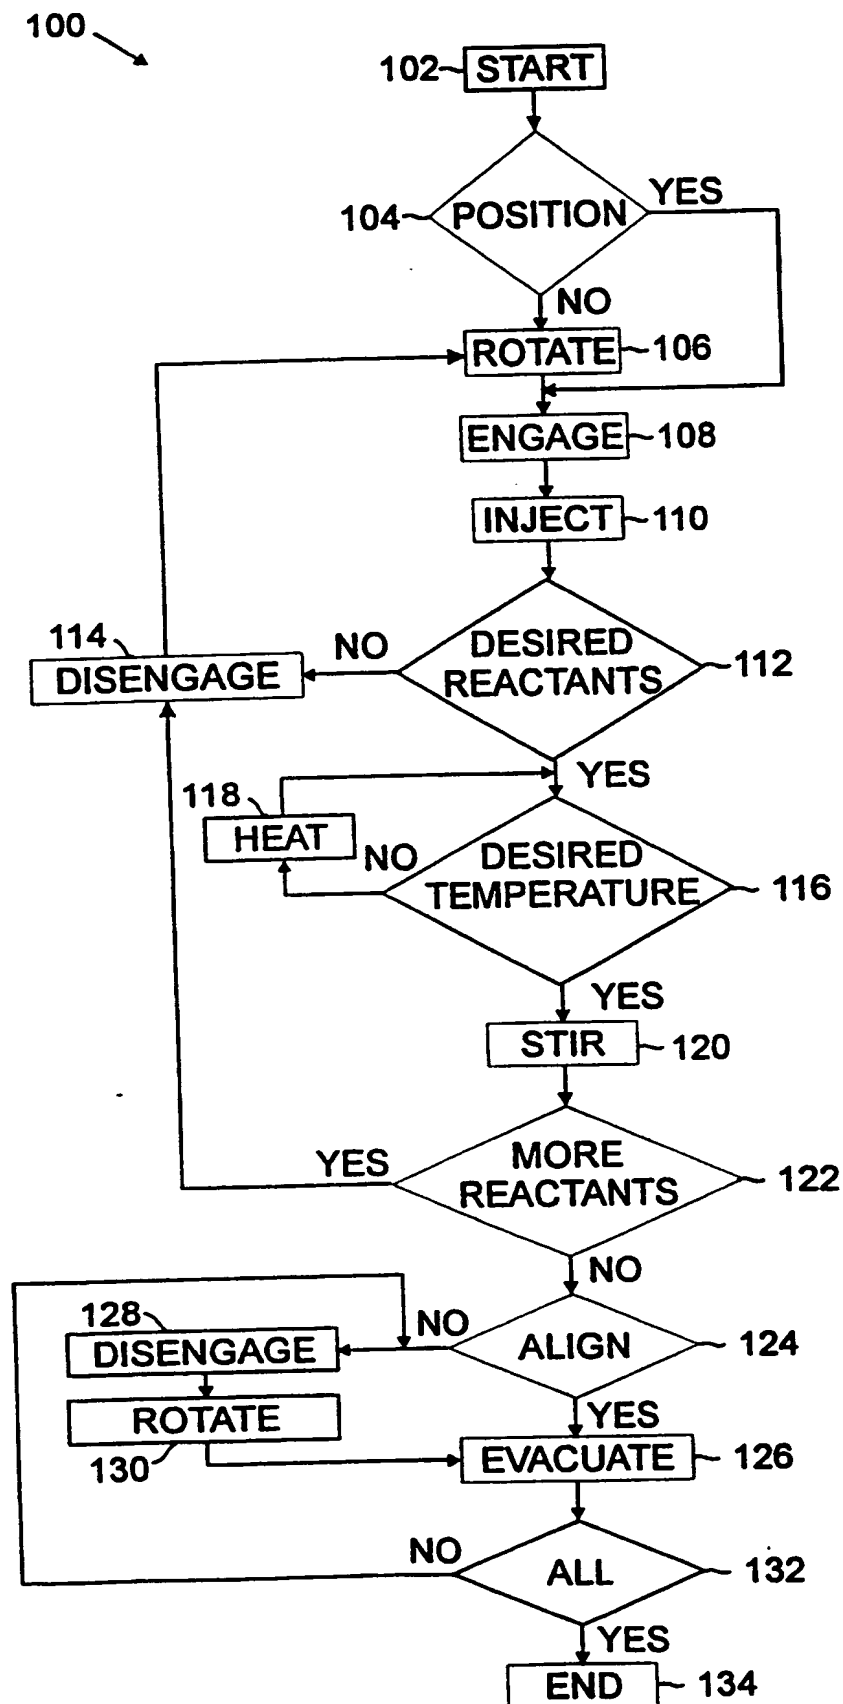 100
102 START
104 POSITION YES
NO
ROTATE 106
ENGAGE 108
INJECT 110
114 NO DESIRED
REACTANTS 112
DISENGAGE
YES
118
HEAT NO DESIRED
TEMPERATURE 116
YES
STIR 120
YES MORE
REACTANTS 122
NO
128 NO
DISENGAGE ALIGN 124
ROTATE YES
130 EVACUATE 126
NO ALL 132
YES
END 134